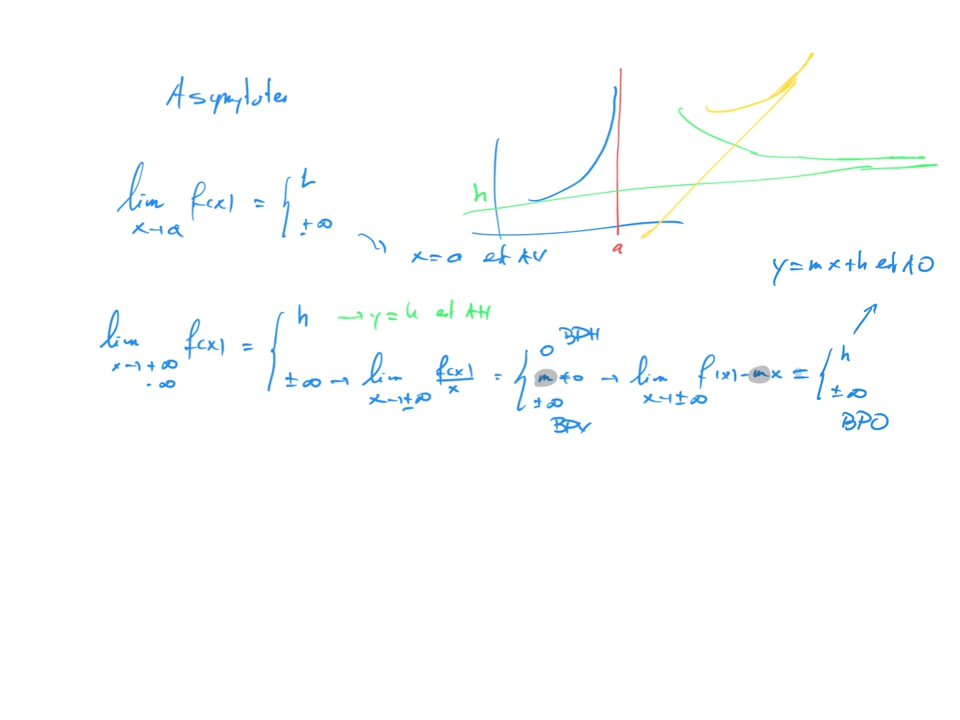 Asymptotes
lim f(x) = { L
x→a ±∞
→ x=a est AV
h
a
y=mx+h est AO
lim f(x) = { h → y=h est AH
x→+∞
-∞
±∞ → lim f(x)/x = { 0 BPH
x→±∞
m≠0 → lim f(x)-mx = { h
x→±∞
±∞ BPV
±∞ BPO